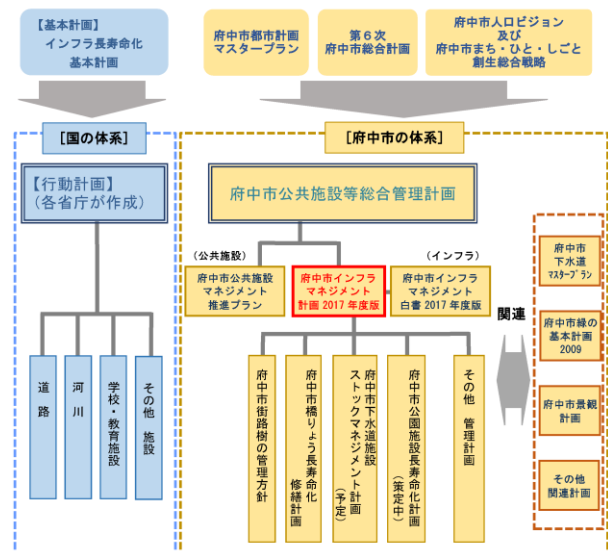 【基本計画】
インフラ長寿命化
基本計画
府中市都市計画
マスタープラン
第6次
府中市総合計画
府中市人口ビジョン
及び
府中市まち・ひと・しごと
創生総合戦略
[国の体系]
[府中市の体系]
【行動計画】
(各省庁が作成)
府中市公共施設等総合管理計画
(公共施設)
(インフラ)
府中市公共施設
マネジメント
推進プラン
府中市インフラ
マネジメント
計画 2017 年度版
府中市インフラ
マネジメント
白書 2017 年度版
道路
河川
学校・教育施設
その他 施設
府中市街路樹の管理方針
府中市橋りょう長寿命化
修繕計画
府中市下水道施設
ストックマネジメント計画
(予定)
府中市公園施設長寿命化計画
(策定中)
その他 管理計画
関連
府中市
下水道
マスタープラン
府中市緑の
基本計画
2009
府中市景観
計画
その他
関連計画